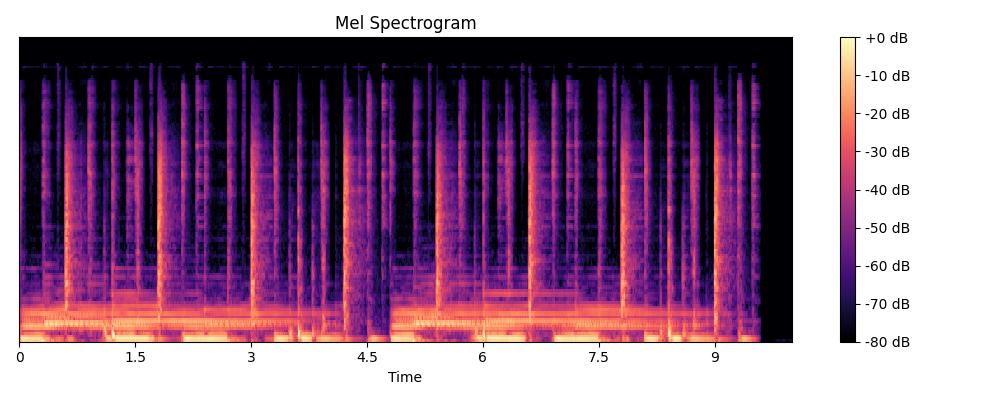 Mel Spectrogram
+0 dB
-10 dB
-20 dB
-30 dB
-40 dB
-50 dB
-60 dB
-70 dB
-80 dB
0 1.5 3 4.5 6 7.5 9
Time